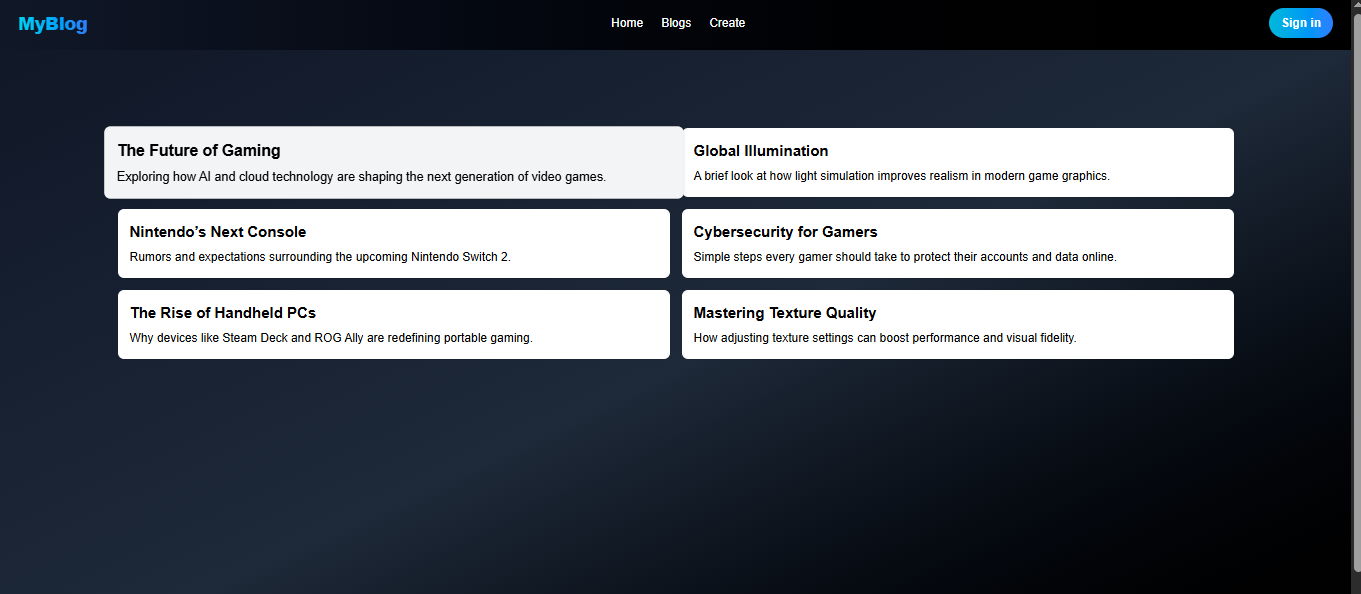 MyBlog
Home Blogs Create
Sign in
The Future of Gaming
Exploring how AI and cloud technology are shaping the next generation of video games.
Global Illumination
A brief look at how light simulation improves realism in modern game graphics.
Nintendo’s Next Console
Rumors and expectations surrounding the upcoming Nintendo Switch 2.
Cybersecurity for Gamers
Simple steps every gamer should take to protect their accounts and data online.
The Rise of Handheld PCs
Why devices like Steam Deck and ROG Ally are redefining portable gaming.
Mastering Texture Quality
How adjusting texture settings can boost performance and visual fidelity.